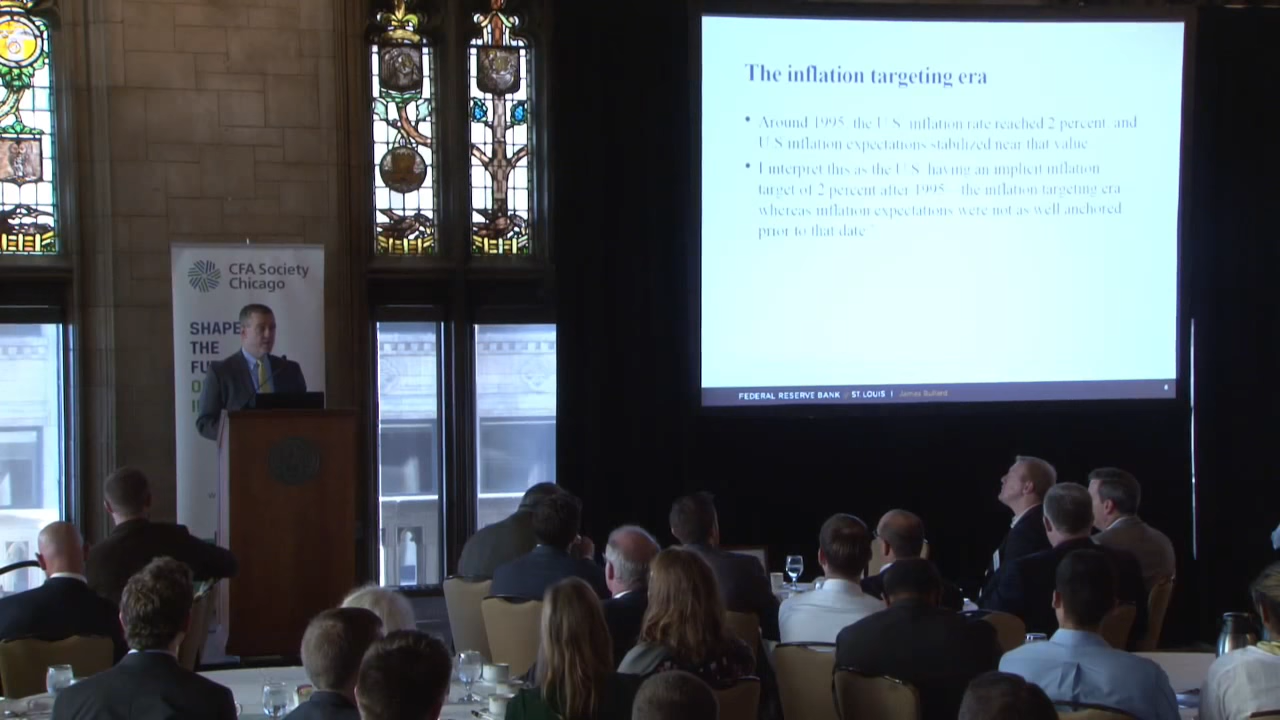 CFA Society
Chicago
SHAPE
THE
FU
The inflation targeting era
• Around 1995, the U.S. inflation rate reached 2 percent, and
U.S inflation expectations stabilized near that value.
• I interpret this as the U.S. having an implicit inflation
target of 2 percent after 1995—the inflation targeting era—
whereas inflation expectations were not as well anchored
prior to that date.
FEDERAL RESERVE BANK of ST. LOUIS | James Bullard